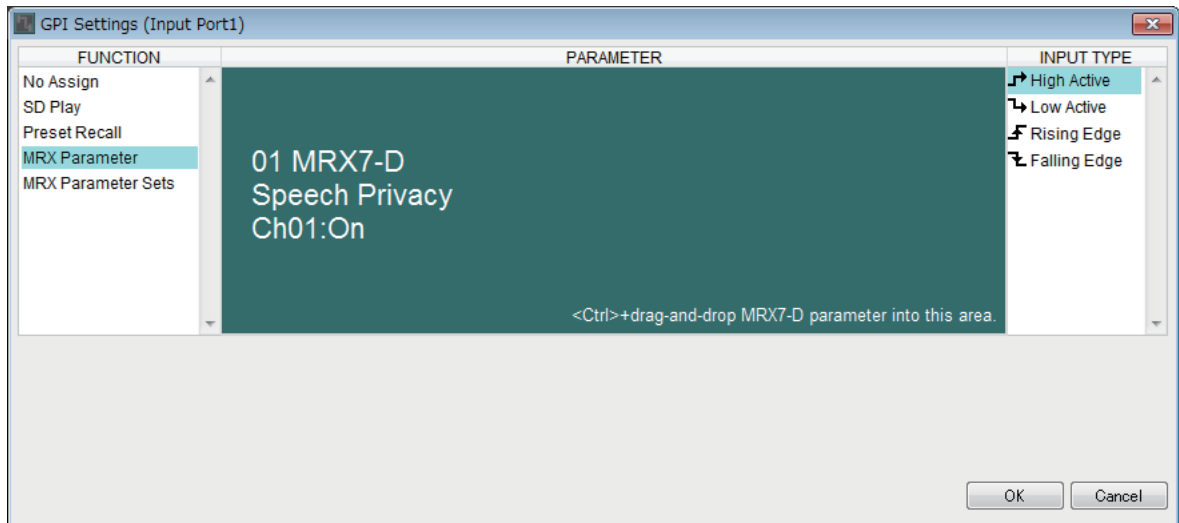 GPI Settings (Input Port1)
FUNCTION
PARAMETER
INPUT TYPE
No Assign
SD Play
Preset Recall
MRX Parameter
MRX Parameter Sets
01 MRX7-D
Speech Privacy
Ch01:On
<Ctrl>+drag-and-drop MRX7-D parameter into this area.
High Active
Low Active
Rising Edge
Falling Edge
OK
Cancel